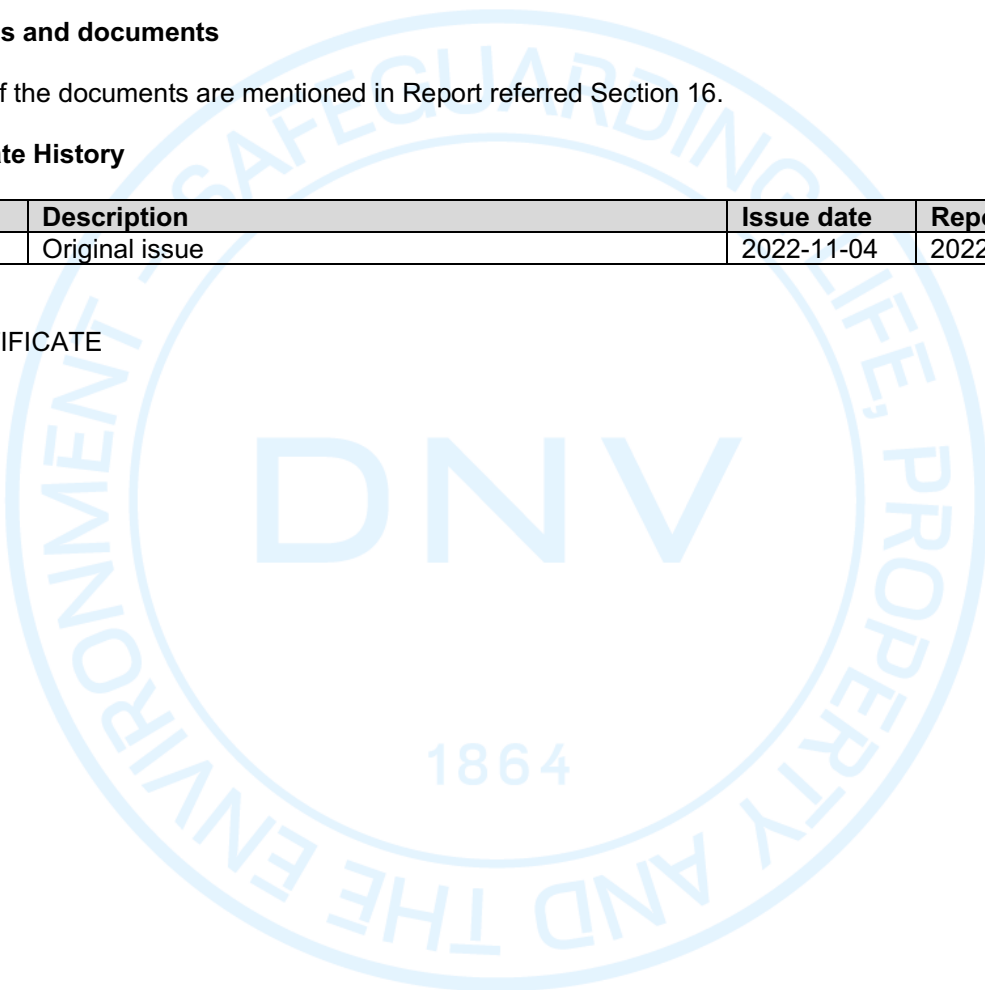 s and documents
f the documents are mentioned in Report referred Section 16.
te History
Description Issue date Rep
Original issue 2022-11-04 2022
IFICATE
SAFEGUARDING LIFE, PROPERTY AND THE ENVIRONMENT
DNV
1864